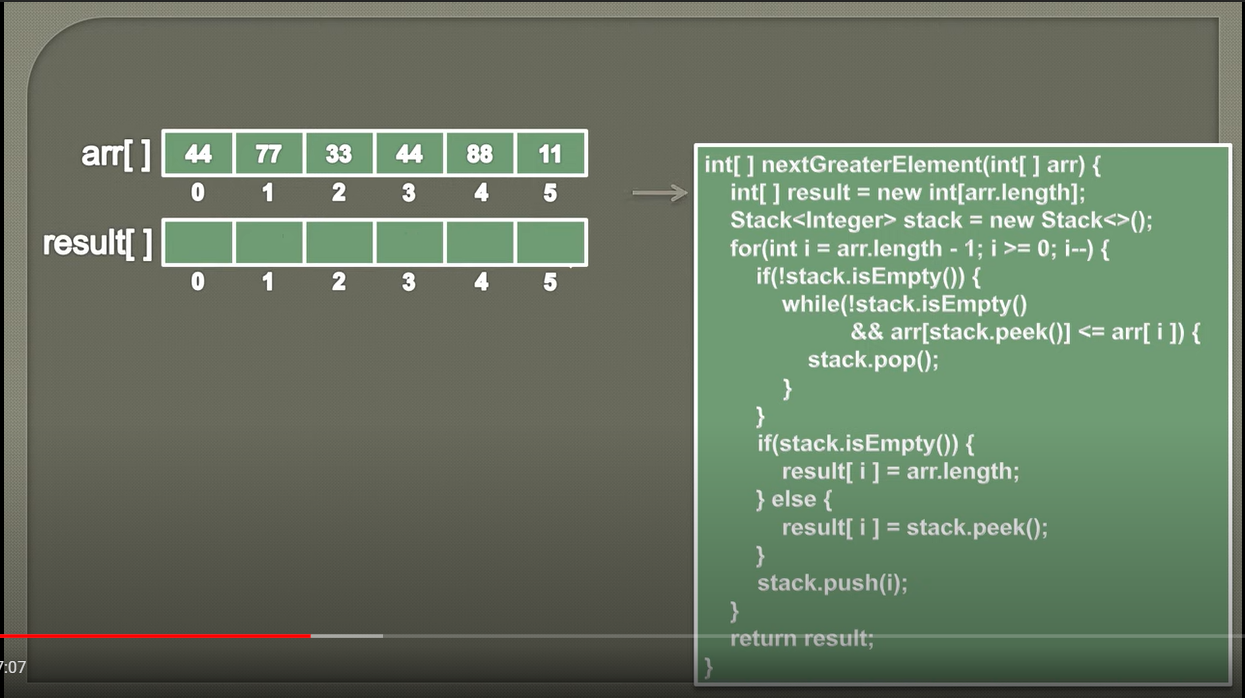 arr[ ] 44 77 33 44 88 11
0 1 2 3 4 5
result[ ]
0 1 2 3 4 5
int[ ] nextGreaterElement(int[ ] arr) {
int[ ] result = new int[arr.length];
Stack<Integer> stack = new Stack<>();
for(int i = arr.length - 1; i >= 0; i--) {
if(!stack.isEmpty()) {
while(!stack.isEmpty()
&& arr[stack.peek()] <= arr[ i ]) {
stack.pop();
}
}
if(stack.isEmpty()) {
result[ i ] = arr.length;
} else {
result[ i ] = stack.peek();
}
stack.push(i);
}
return result;
}
7:07